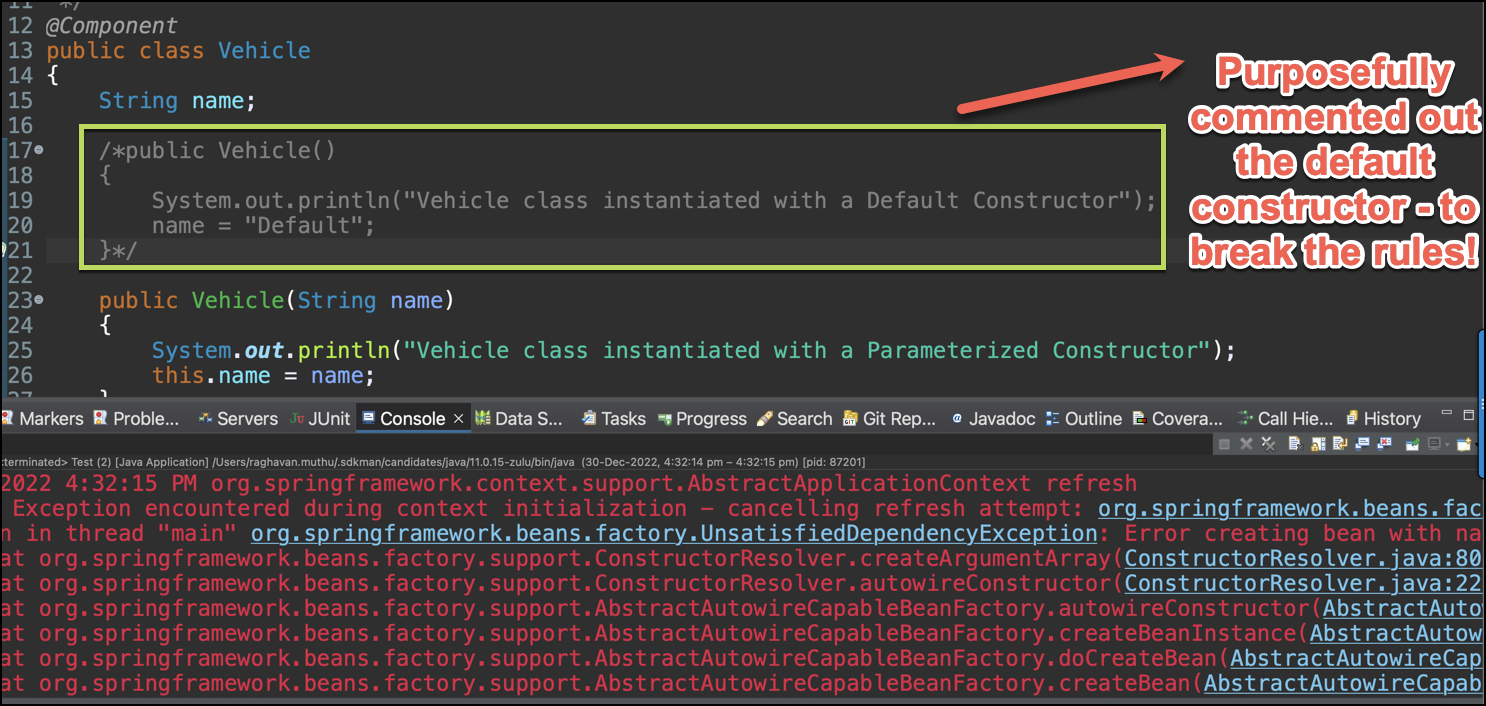 11 */
12 @Component
13 public class Vehicle
14 {
15 String name;
16
17 /*public Vehicle()
18 {
19 System.out.println("Vehicle class instantiated with a Default Constructor");
20 name = "Default";
21 }*/
22
23 public Vehicle(String name)
24 {
25 System.out.println("Vehicle class instantiated with a Parameterized Constructor");
26 this.name = name;
27 }
Purposefully
commented out
the default
constructor - to
break the rules!
Markers Proble... Servers JUnit Console Data S... Tasks Progress Search Git Rep... Javadoc Outline Covera... Call Hie... History
<terminated> Test (2) [Java Application] /Users/raghavan.muthu/.sdkman/candidates/java/11.0.15-zulu/bin/java (30-Dec-2022, 4:32:14 pm – 4:32:15 pm) [pid: 87201]
2022 4:32:15 PM org.springframework.context.support.AbstractApplicationContext refresh
Exception encountered during context initialization - cancelling refresh attempt: org.springframework.beans.fac
n in thread "main" org.springframework.beans.factory.UnsatisfiedDependencyException: Error creating bean with na
at org.springframework.beans.factory.support.ConstructorResolver.createArgumentArray(ConstructorResolver.java:80
at org.springframework.beans.factory.support.ConstructorResolver.autowireConstructor(ConstructorResolver.java:22
at org.springframework.beans.factory.support.AbstractAutowireCapableBeanFactory.autowireConstructor(AbstractAuto
at org.springframework.beans.factory.support.AbstractAutowireCapableBeanFactory.createBeanInstance(AbstractAutow
at org.springframework.beans.factory.support.AbstractAutowireCapableBeanFactory.doCreateBean(AbstractAutowireCap
at org.springframework.beans.factory.support.AbstractAutowireCapableBeanFactory.createBean(AbstractAutowireCapab